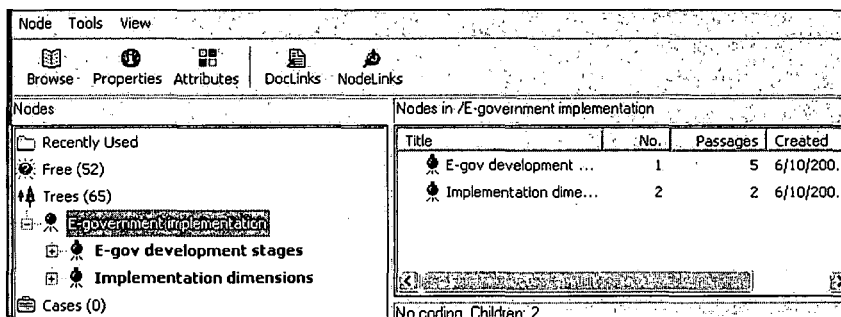 Node Tools View
Browse Properties Attributes DocLinks NodeLinks
Nodes
Recently Used
Free (52)
Trees (65)
E-government implementation
E-gov development stages
Implementation dimensions
Cases (0)
Nodes in /E-government implementation
Title No. Passages Created
E-gov development ... 1 5 6/10/200.
Implementation dime... 2 2 6/10/200.
No coding. Children: 2